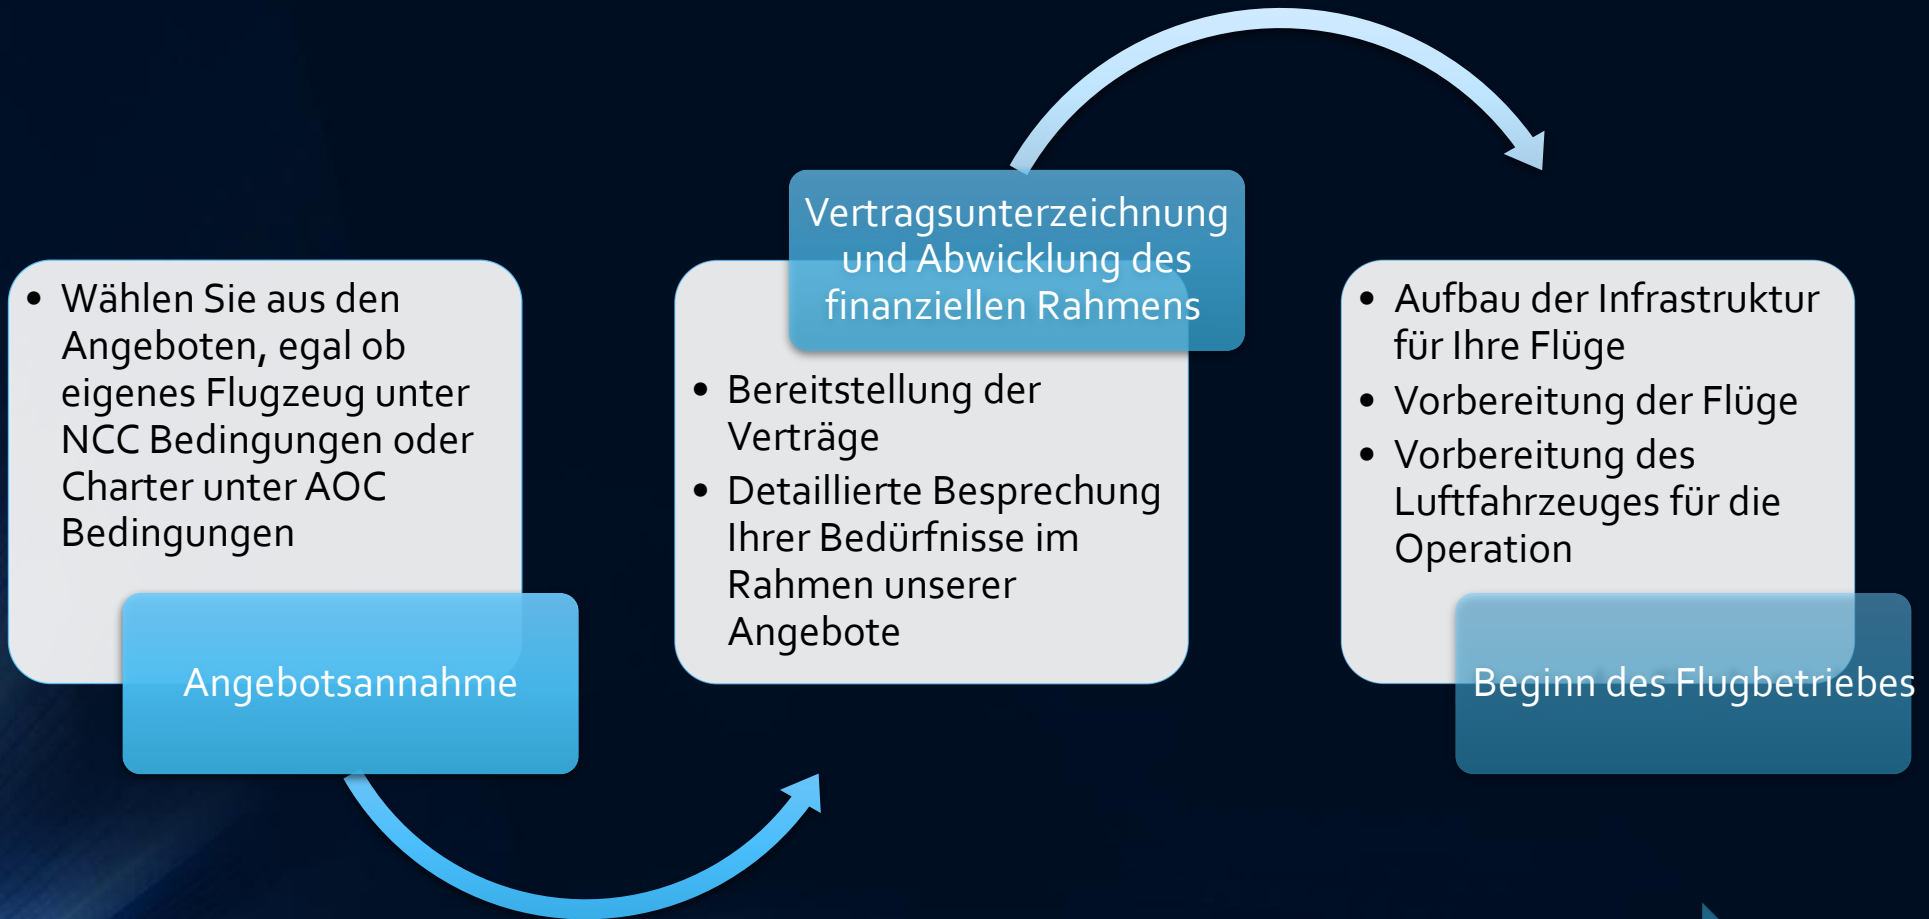 • Wählen Sie aus den
Angeboten, egal ob
eigenes Flugzeug unter
NCC Bedingungen oder
Charter unter AOC
Bedingungen
Angebotsannahme
Vertragsunterzeichnung
und Abwicklung des
finanziellen Rahmens
• Bereitstellung der
Verträge
• Detaillierte Besprechung
Ihrer Bedürfnisse im
Rahmen unserer
Angebote
• Aufbau der Infrastruktur
für Ihre Flüge
• Vorbereitung der Flüge
• Vorbereitung des
Luftfahrzeuges für die
Operation
Beginn des Flugbetriebes